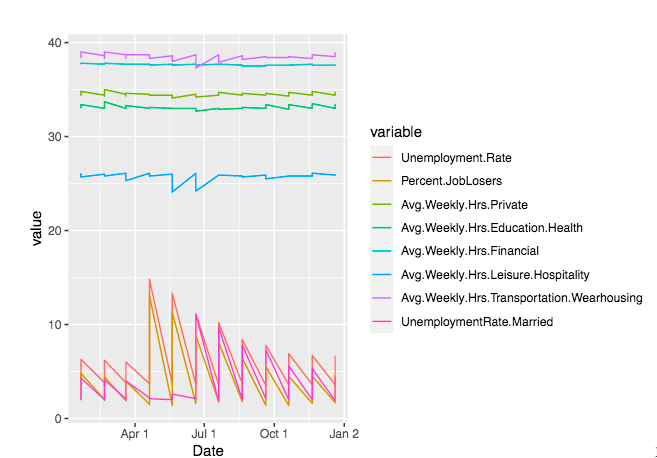 40
30
20
10
0
value
Apr 1
Jul 1
Oct 1
Jan 2
Date
variable
Unemployment.Rate
Percent.JobLosers
Avg.Weekly.Hrs.Private
Avg.Weekly.Hrs.Education.Health
Avg.Weekly.Hrs.Financial
Avg.Weekly.Hrs.Leisure.Hospitality
Avg.Weekly.Hrs.Transportation.Wearhousing
UnemploymentRate.Married